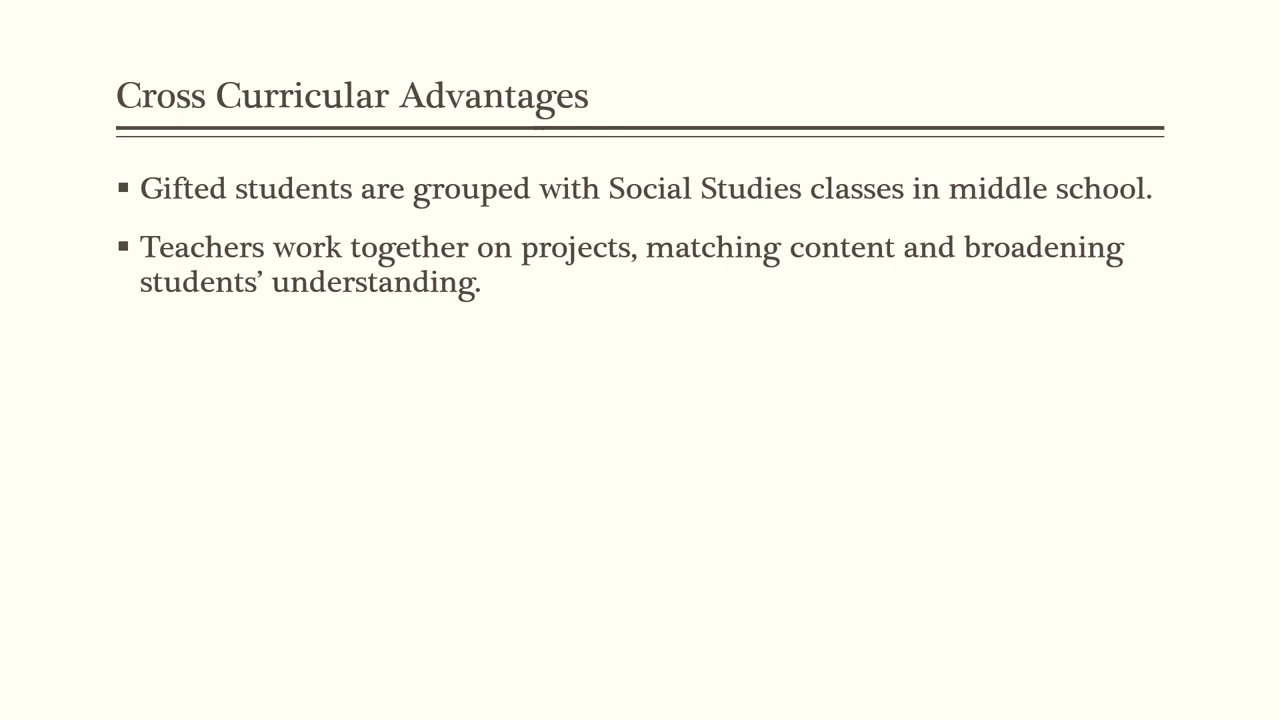 Cross Curricular Advantages
▪ Gifted students are grouped with Social Studies classes in middle school.
▪ Teachers work together on projects, matching content and broadening
students’ understanding.